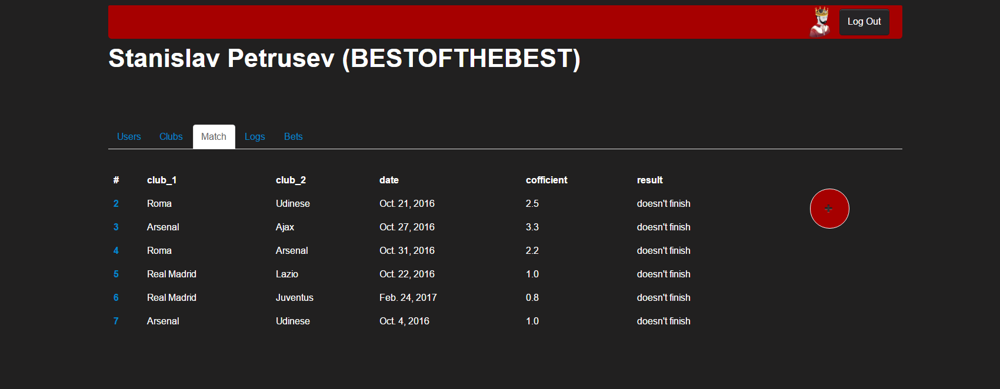 Log Out
Stanislav Petrusev (BESTOFTHEBEST)
Users Clubs Match Logs Bets
# club_1 club_2 date cofficient result
2 Roma Udinese Oct. 21, 2016 2.5 doesn't finish
3 Arsenal Ajax Oct. 27, 2016 3.3 doesn't finish
4 Roma Arsenal Oct. 31, 2016 2.2 doesn't finish
5 Real Madrid Lazio Oct. 22, 2016 1.0 doesn't finish
6 Real Madrid Juventus Feb. 24, 2017 0.8 doesn't finish
7 Arsenal Udinese Oct. 4, 2016 1.0 doesn't finish